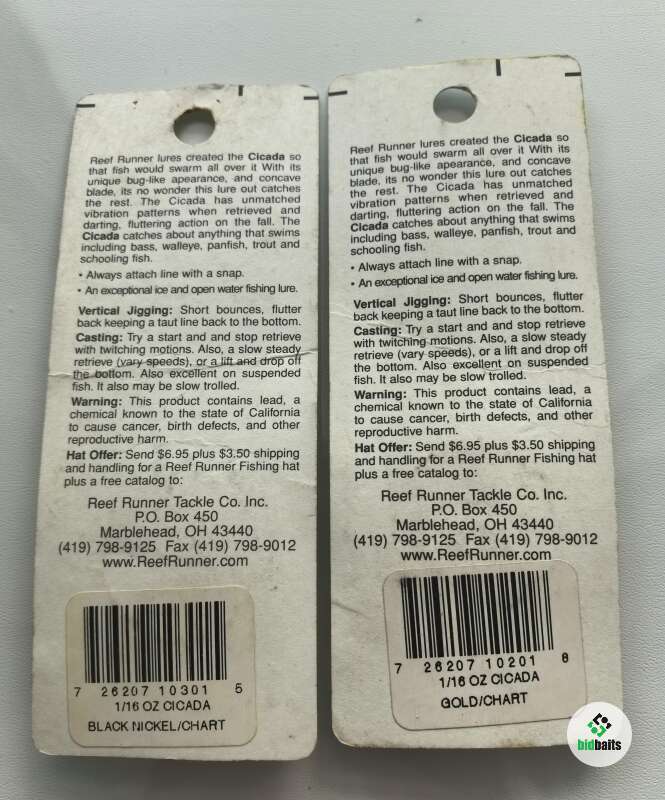 Reef Runner lures created the Cicada so
that fish would swarm all over it With its
unique bug-like apearance, and concave
blade, its no wonder this lure out catches
the rest. The Cicada has unmatched
vibration patterns when retrieved and
darting, fluttering action on the fall. The
Cicada catches about anything that swims
including bass, walleye, panfish, trout and
schooling fish.
• Always attach line with a snap.
• An exceptional ice and open water fishing lure.
Vertical Jigging: Short bounces, flutter
back keeping a taut line back to the bottom.
Casting: Try a start and and stop retrieve
with twitching motions. Also, a slow steady
retrieve (vary speeds), or a lift and drop off
the bottom. Also excellent on suspended
fish. It also may be slow trolled.
Warning: This product contains lead, a
chemical known to the state of California
to cause cancer, birth defects, and other
reproductive harm.
Hat Offer: Send $6.95 plus $3.50 shipping
and handling for a Reef Runner Fishing hat
plus a free catalog to:
Reef Runner Tackle Co. Inc.
P.O. Box 450
Marblehead, OH 43440
(419) 798-9125 Fax (419) 798-9012
www.ReefRunner.com
7 26207 10301 5
1/16 OZ CICADA
BLACK NICKEL/CHART
Reef Runner lures created the Cicada so
that fish would swarm all over it With its
unique bug-like apearance, and concave
blade, its no wonder this lure out catches
the rest. The Cicada has unmatched
vibration patterns when retrieved and
darting, fluttering action on the fall. The
Cicada catches about anything that swims
including bass, walleye, panfish, trout and
schooling fish.
• Always attach line with a snap.
• An exceptional ice and open water fishing lure.
Vertical Jigging: Short bounces, flutter
back keeping a taut line back to the bottom.
Casting: Try a start and and stop retrieve
with twitching motions. Also, a slow steady
retrieve (vary speeds), or a lift and drop off
the bottom. Also excellent on suspended
fish. It also may be slow trolled.
Warning: This product contains lead, a
chemical known to the state of California
to cause cancer, birth defects, and other
reproductive harm.
Hat Offer: Send $6.95 plus $3.50 shipping
and handling for a Reef Runner Fishing hat
plus a free catalog to:
Reef Runner Tackle Co. Inc.
P.O. Box 450
Marblehead, OH 43440
(419) 798-9125 Fax (419) 798-9012
www.ReefRunner.com
7 26207 10201 8
1/16 OZ CICADA
GOLD/CHART
bidbaits